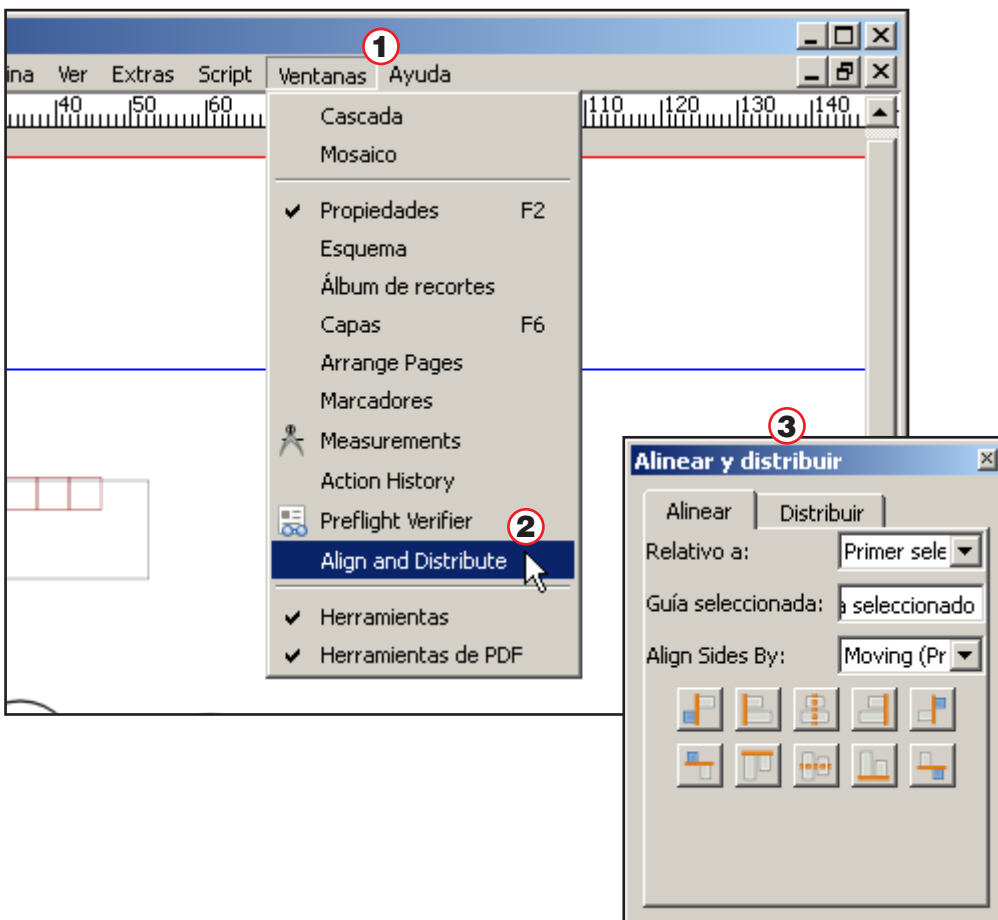 1
ina Ver Extras Script Ventanas Ayuda
40 50 60 110 120 130 140
Cascada
Mosaico
Propiedades F2
Esquema
Álbum de recortes
Capas F6
Arrange Pages
Marcadores
Measurements
Action History
Preflight Verifier 2
Align and Distribute
Herramientas
Herramientas de PDF
3
Alinear y distribuir
Alinear Distribuir
Relativo a: Primer sele
Guía seleccionada: a seleccionado
Align Sides By: Moving (Pr